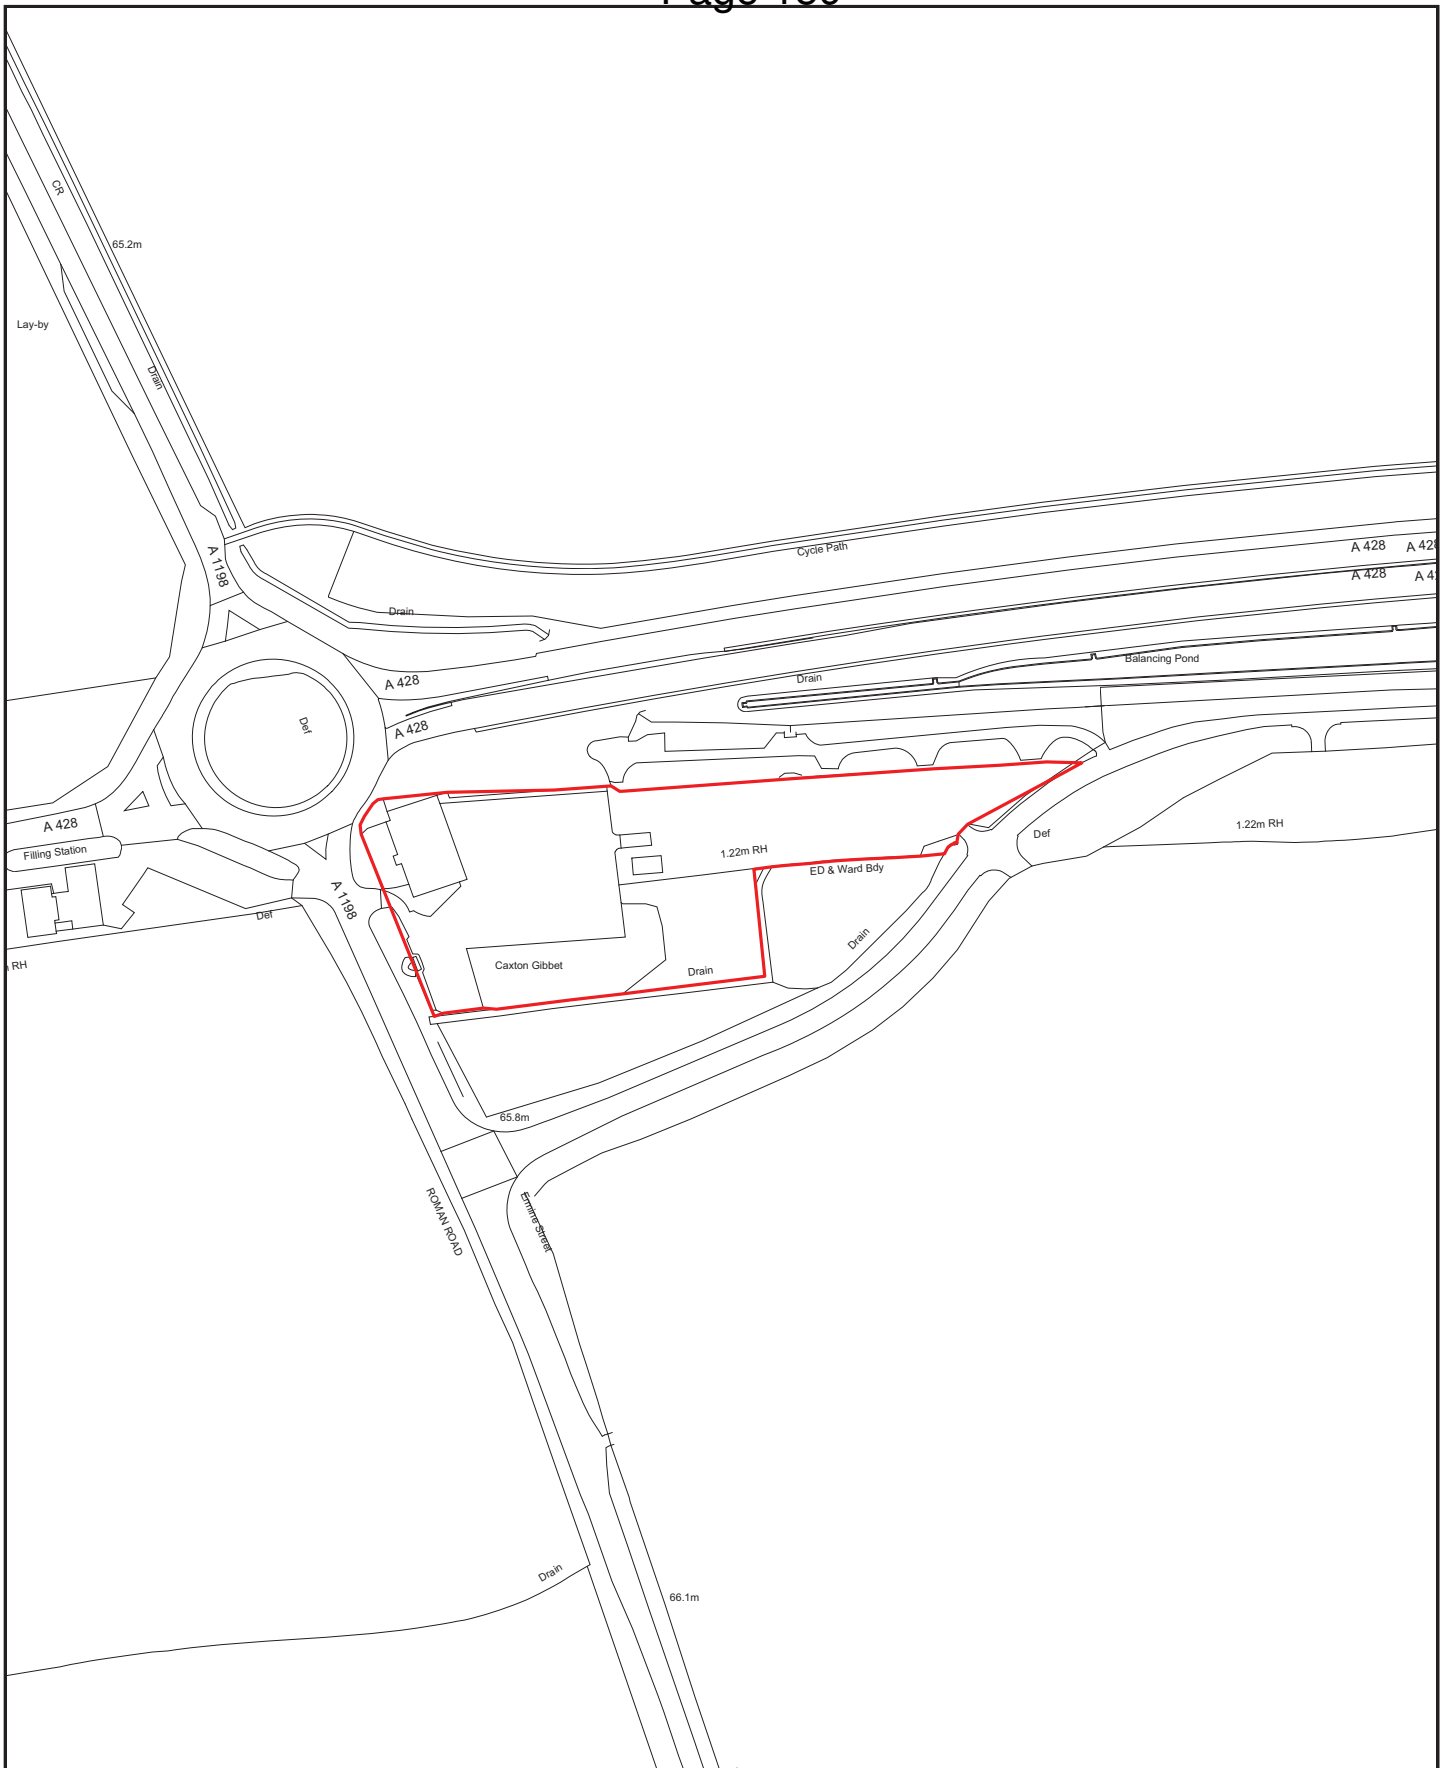 CR
65.2m
Lay-by
Drain
A 1198
Cycle Path
A 428
A 428
Drain
A 428
Balancing Pond
Drain
A 428
Def
A 428
A 428
Filling Station
1.22m RH
Def
1.22m RH
ED & Ward Bdy
A 1198
Def
RH
Caxton Gibbet
Drain
Drain
65.8m
ROMAN ROAD
Ermine Street
Drain
66.1m